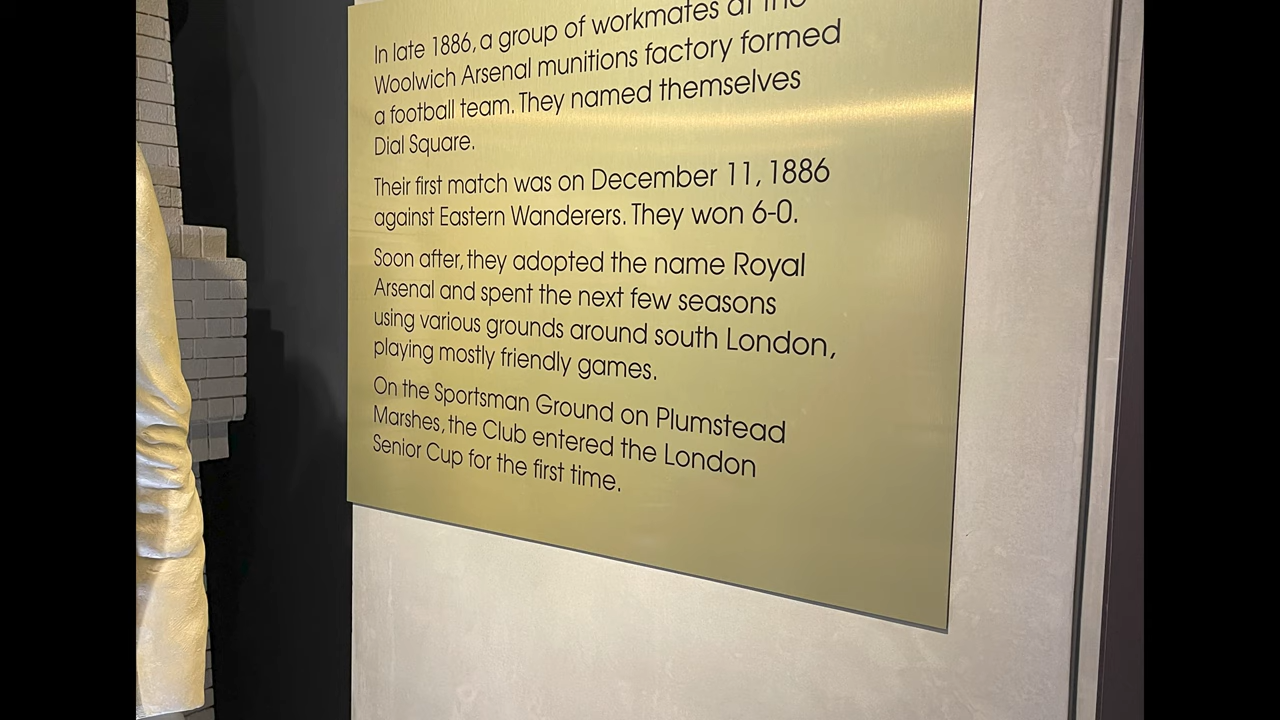 In late 1886, a group of workmates at the
Woolwich Arsenal munitions factory formed
a football team. They named themselves
Dial Square.
Their first match was on December 11, 1886
against Eastern Wanderers. They won 6-0.
Soon after, they adopted the name Royal
Arsenal and spent the next few seasons
using various grounds around south London,
playing mostly friendly games.
On the Sportsman Ground on Plumstead
Marshes, the Club entered the London
Senior Cup for the first time.